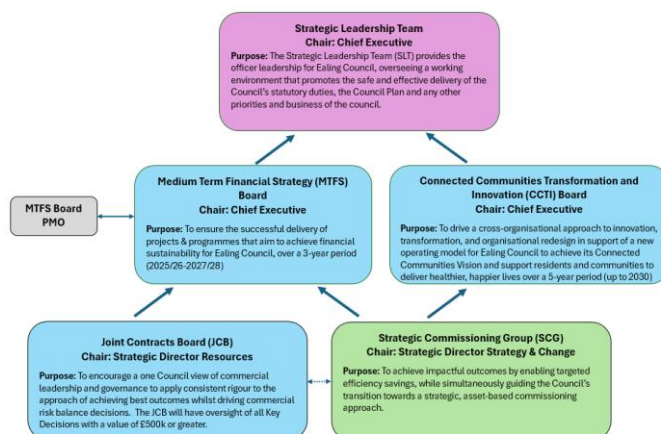 Strategic Leadership Team
Chair: Chief Executive
Purpose: The Strategic Leadership Team (SLT) provides the
officer leadership for Ealing Council, overseeing a working
environment that promotes the safe and effective delivery of the
Council's statutory duties, the Council Plan and any other
priorities and business of the council.
MTFS Board
PMO
Medium Term Financial Strategy (MTFS)
Board
Chair: Chief Executive
Purpose: To ensure the successful delivery of
projects & programmes that aim to achieve financial
sustainability for Ealing Council, over a 3-year period
(2025/26-2027/28)
Connected Communities Transformation and
Innovation (CCTI) Board
Chair: Chief Executive
Purpose: To drive a cross-organisational approach to innovation,
transformation, and organisational redesign in support of a new
operating model for Ealing Council to achieve its Connected
Communities Vision and support residents and communities to
deliver healthier, happier lives over a 5-year period (up to 2030)
Joint Contracts Board (JCB)
Chair: Strategic Director Resources
Purpose: To encourage a one Council view of commercial
leadership and governance to apply consistent rigour to the
approach of achieving best outcomes whilst driving commercial
risk balance decisions. The JCB will have oversight of all Key
Decisions with a value of £500k or greater.
Strategic Commissioning Group (SCG)
Chair: Strategic Director Strategy & Change
Purpose: To achieve impactful outcomes by enabling targeted
efficiency savings, while simultaneously guiding the Council's
transition towards a strategic, asset-based commissioning
approach.